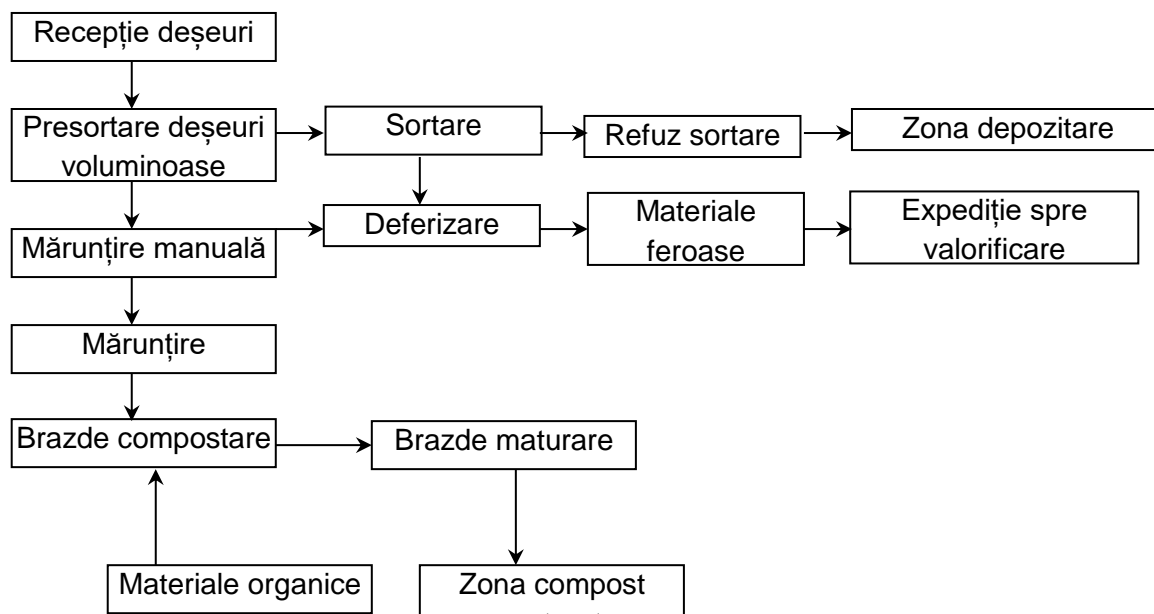 Recepție deșeuri
Presortare deșeuri
voluminoase
Sortare
Refuz sortare
Zona depozitare
Mărunțire manuală
Deferizare
Materiale
feroase
Expediție spre
valorificare
Mărunțire
Brazde compostare
Brazde maturare
Materiale organice
Zona compost